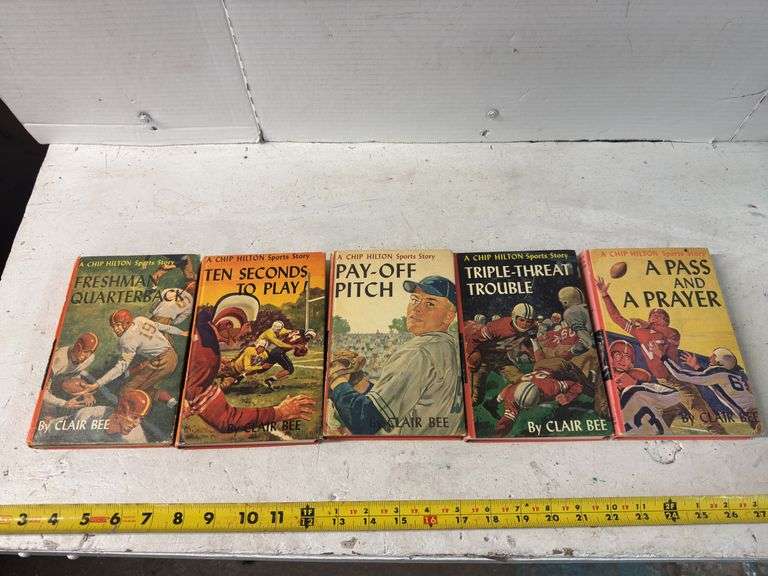 A CHIP HILTON Sports Story
FRESHMAN
QUARTERBACK
By CLAIR BEE
A CHIP HILTON Sports Story
TEN SECONDS
TO PLAY!
By CLAIR BEE
A CHIP HILTON Sports Story
PAY-OFF
PITCH
By CLAIR BEE
A CHIP HILTON Sports Story
TRIPLE-THREAT
TROUBLE
By CLAIR BEE
A CHIP HILTON Sports Story
A PASS
AND
A PRAYER
By CLAIR BEE
3 4 5 6 7 8 9 10 11 1F 13 14 15 16 17 18 19 20 21 22 23 2F 25 26 27
12 24